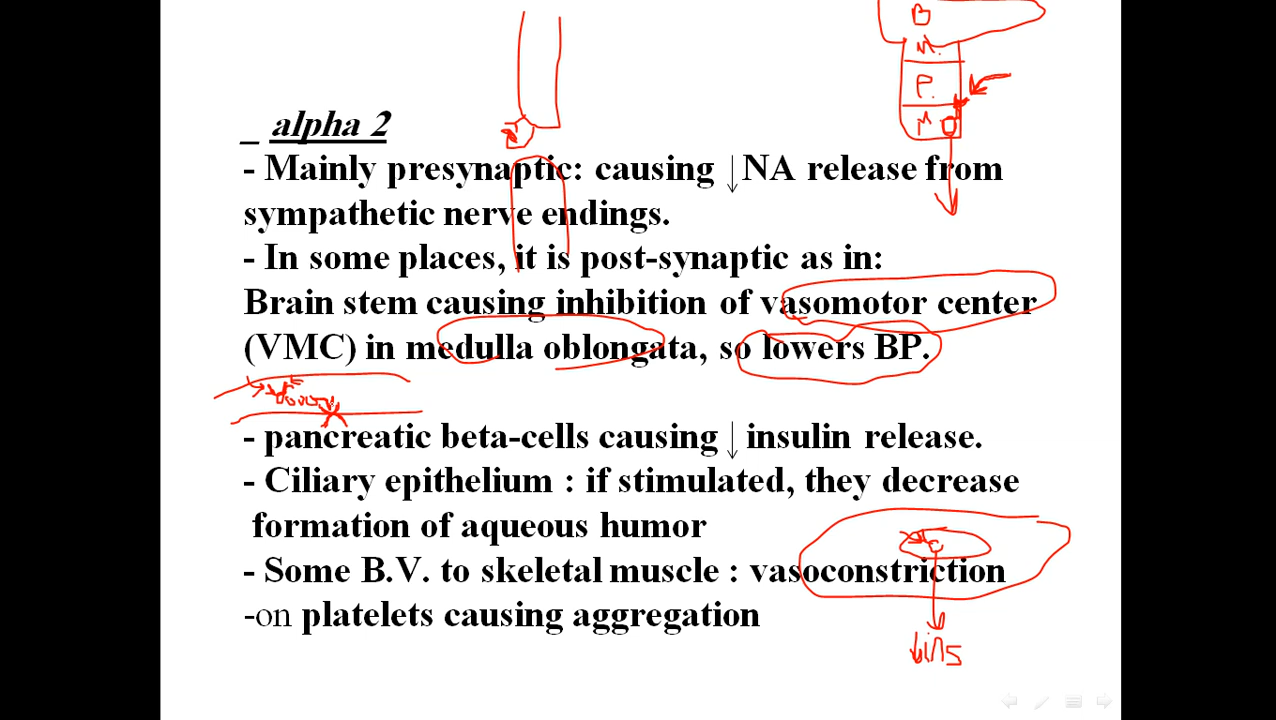 B
M.
P.
M
_ alpha 2
- Mainly presynaptic: causing ↓ NA release from
sympathetic nerve endings.
- In some places, it is post-synaptic as in:
Brain stem causing inhibition of vasomotor center
(VMC) in medulla oblongata, so lowers BP.
- pancreatic beta-cells causing ↓ insulin release.
- Ciliary epithelium : if stimulated, they decrease
formation of aqueous humor
- Some B.V. to skeletal muscle : vasoconstriction
-on platelets causing aggregation
↓ins